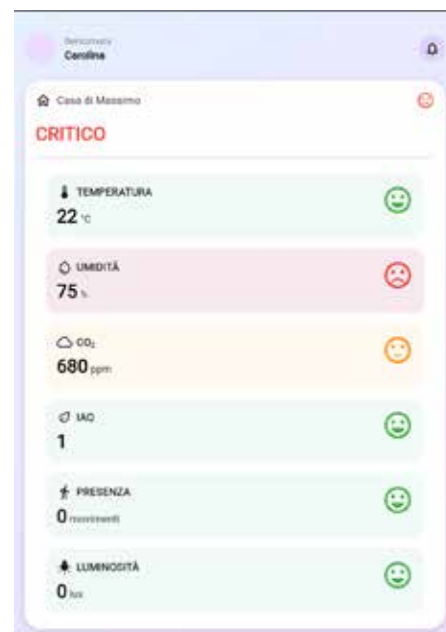 Bentornata
Carolina
Casa di Massimo
CRITICO
TEMPERATURA
22 °C
UMIDITÀ
75 %
CO₂
680 ppm
IAQ
1
PRESENZA
0 movimenti
LUMINOSITÀ
0 lux